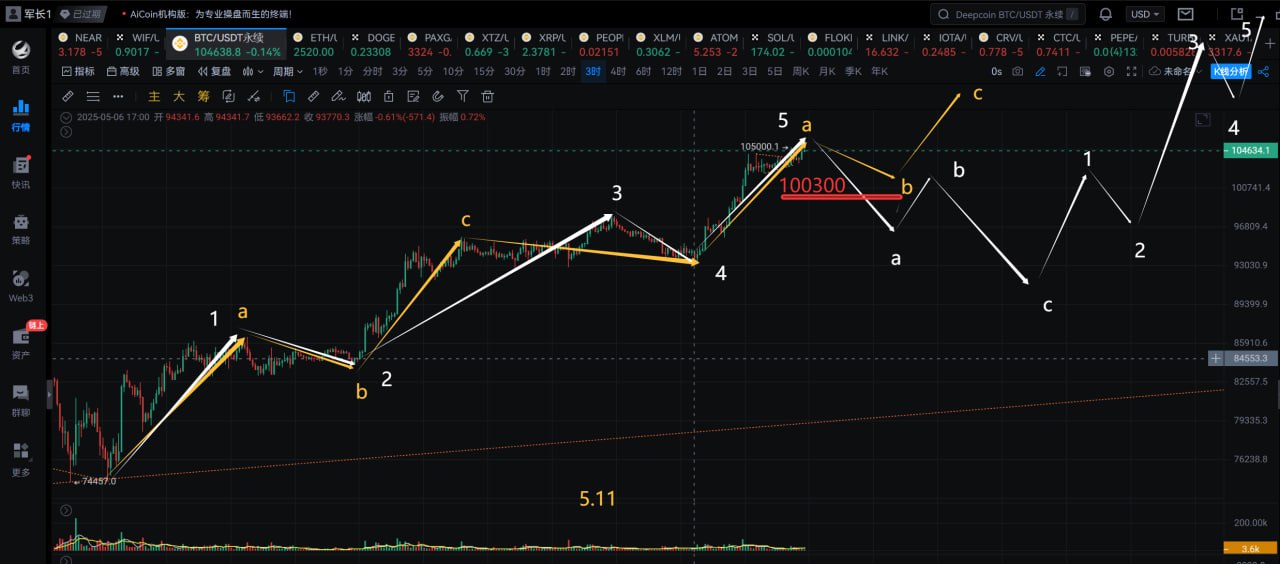 军长1 已过期 AiCoin机构版：为专业操盘而生的终端！ Deepcoin BTC/USDT 永续 / USD
NEAR WIF/U BTC/USDT永续 ETH/U DOGE PAXG XTZ/U XRP/U PEOP XLM/U ATOM SOL/U FLOKI LINK/ IOTA/ CRV/U CTC/U PEPE/ TURB XAU
3.178 -5 0.9017 - 104638.8 -0.14% 2520.00 0.23308 3324 -0. 0.669 -3 2.3781 - 0.02151 0.3062 - 5.253 -2 174.02 - 0.000104 16.632 - 0.2485 - 0.778 -5 0.7411 - 0.0{4}13 3317.6
首页
指标 高级 多窗 复盘 周期 1秒 1分 3分 5分 10分 15分 30分 1时 2时 3时 4时 6时 12时 1日 2日 3日 5日 周K 月K 季K 年K 0s 未命名 K线分析
行情
主 大 筹
2025-05-06 17:00 开 94341.6 高 94341.7 低 93662.2 收 93770.3 涨幅 -0.61%(-571.4) 振幅 0.72%
快讯
策略
Web3
链上
资产
群聊
更多
1 a
b 2
c
3
4
5 a
105000.1
100300
b
c
a
b
c
1
2
3
4
5
74457.0
5.11
104634.1
100741.4
96809.4
93030.9
89399.9
85910.6
84553.3
82557.5
79335.3
76238.8
200.00k
3.6k